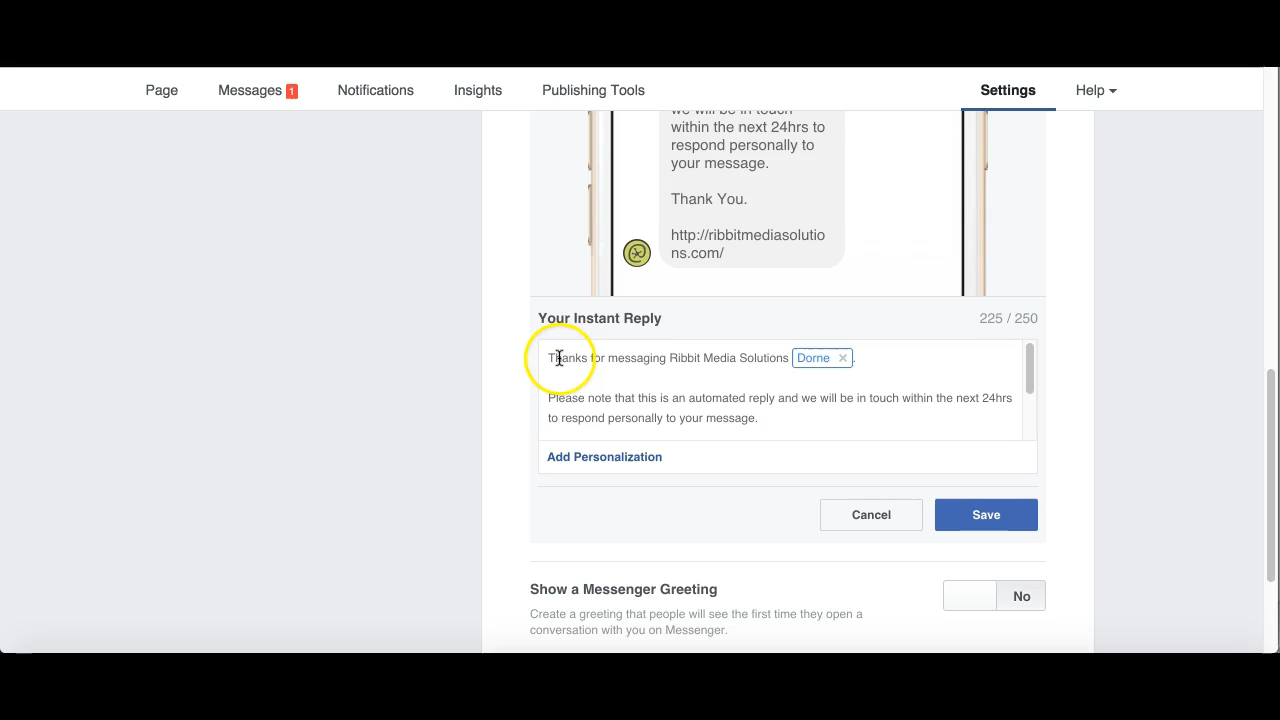 Page Messages 1 Notifications Insights Publishing Tools Settings Help
we will be in touch
within the next 24hrs to
respond personally to
your message.
Thank You.
http://ribbitmediasolutio
ns.com/
Your Instant Reply 225 / 250
Thanks for messaging Ribbit Media Solutions Dorne ×.
Please note that this is an automated reply and we will be in touch within the next 24hrs
to respond personally to your message.
Add Personalization
Cancel Save
Show a Messenger Greeting
No
Create a greeting that people will see the first time they open a
conversation with you on Messenger.